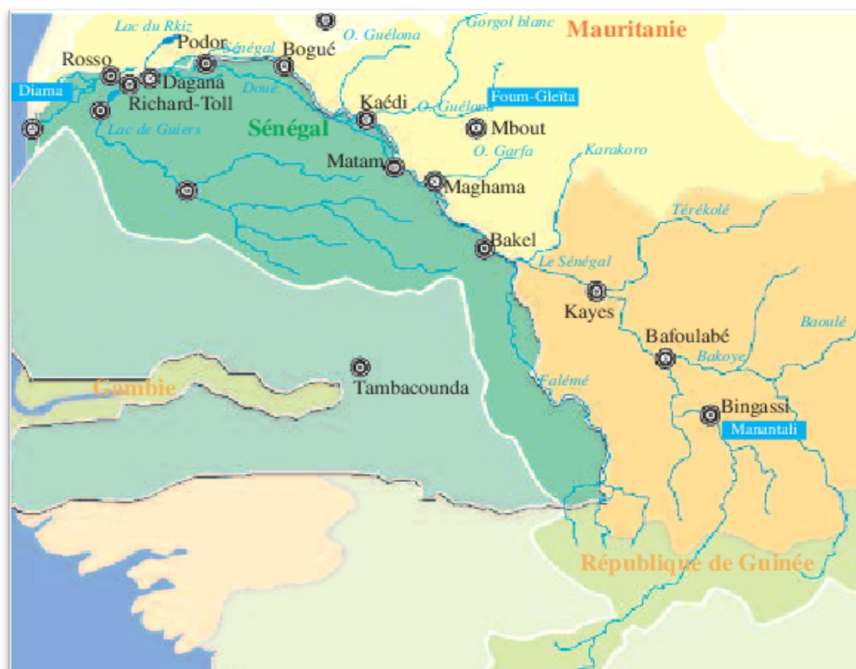 Lac du Rkiz
O. Guélona
Gorgol blanc
Mauritanie
Rosso
Podor
Sénégal
Bogué
Diama
Dagana
Doué
Foum-Gleïta
Richard-Toll
Kaédi
O. Guélona
Lac de Guiers
Sénégal
Mbout
Matam
O. Garfa
Karakoro
Maghama
Bakel
Térékolé
Le Sénégal
Kayes
Bafoulabé
Baoulé
Bakoye
Gambie
Tambacounda
Falémé
Bingassi
Manantali
République de Guinée